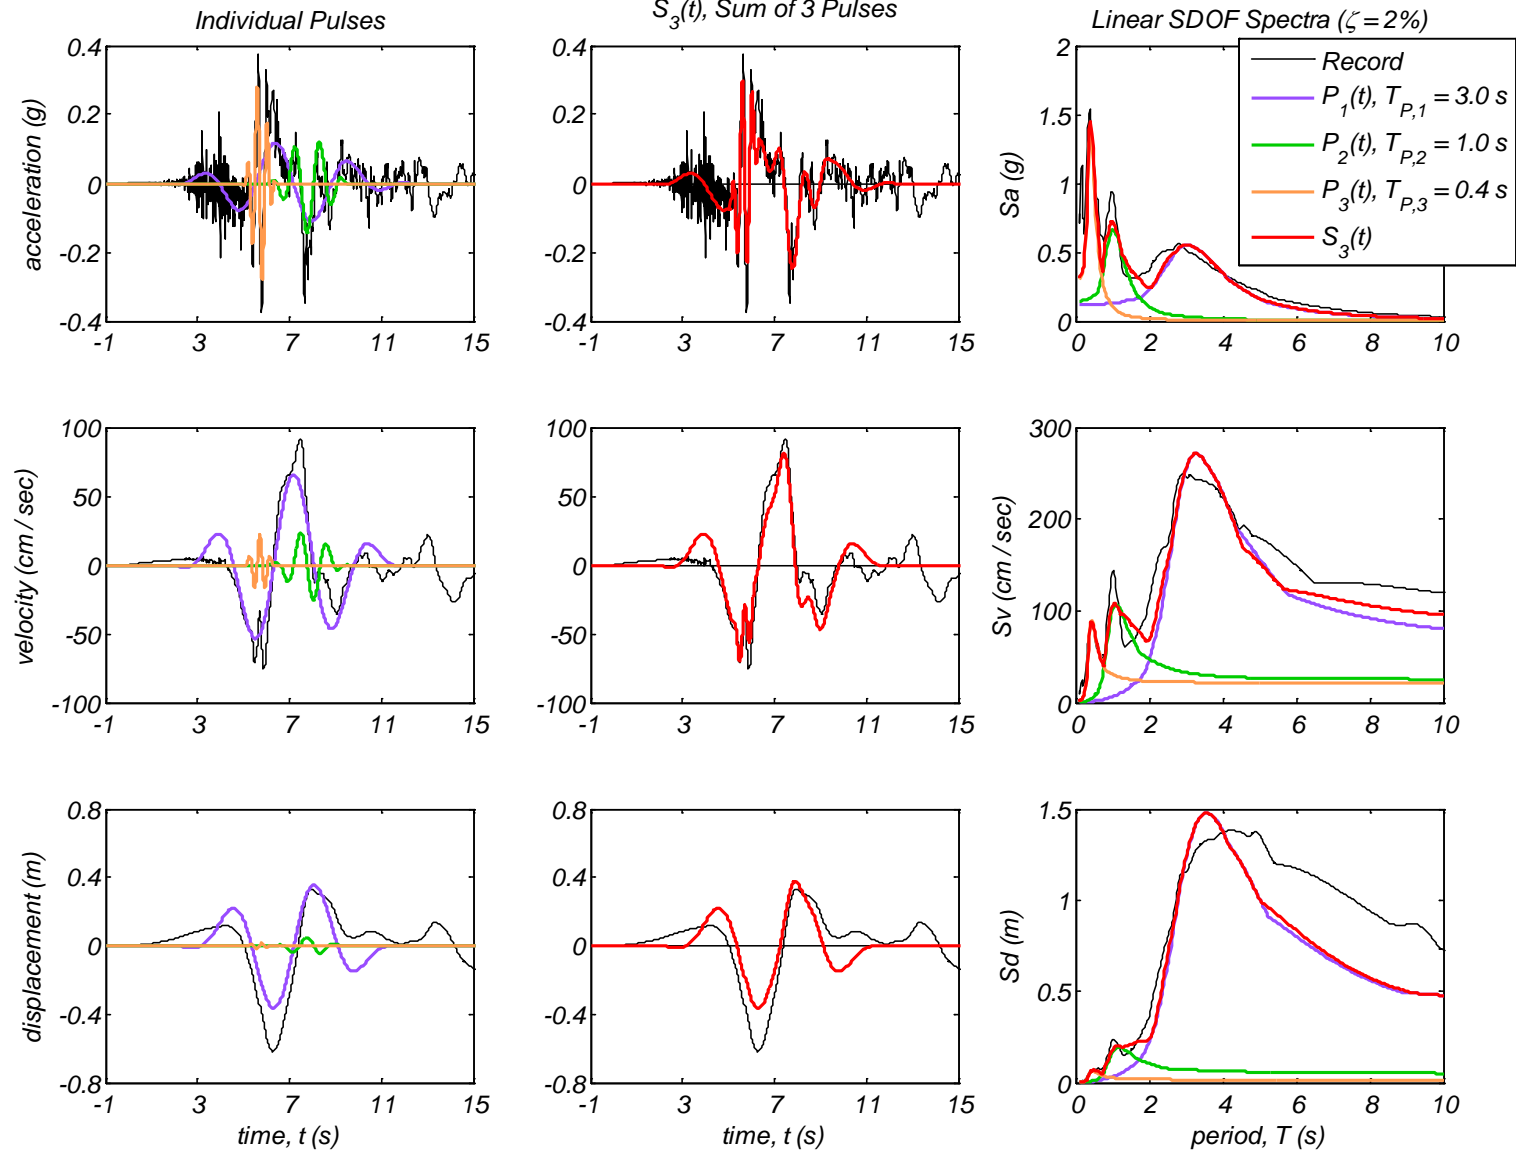 Individual Pulses
S3(t), Sum of 3 Pulses
Linear SDOF Spectra (ζ = 2%)
Record
P1(t), TP,1 = 3.0 s
P2(t), TP,2 = 1.0 s
P3(t), TP,3 = 0.4 s
S3(t)
acceleration (g)
0.4
0.2
0
-0.2
-0.4
-1 3 7 11 15
0.4
0.2
0
-0.2
-0.4
-1 3 7 11 15
Sa (g)
2
1.5
1
0.5
0
0 2 4 6 8 10
velocity (cm / sec)
100
50
0
-50
-100
-1 3 7 11 15
100
50
0
-50
-100
-1 3 7 11 15
Sv (cm / sec)
300
200
100
0
0 2 4 6 8 10
displacement (m)
0.8
0.4
0
-0.4
-0.8
-1 3 7 11 15
time, t (s)
0.8
0.4
0
-0.4
-0.8
-1 3 7 11 15
time, t (s)
Sd (m)
1.5
1
0.5
0
0 2 4 6 8 10
period, T (s)